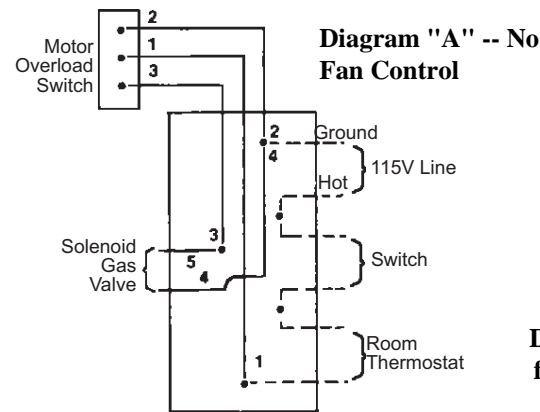 Diagram "A" -- No
Fan Control
Motor
Overload
Switch
2
1
3
2
4
Ground
115V Line
Hot
3
Solenoid
Gas
Valve
5
4
Switch
Room
Thermostat
1
D
f